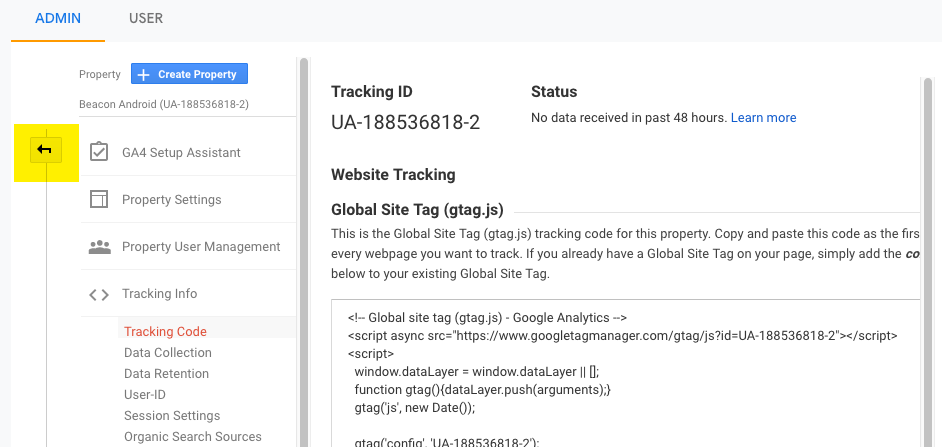 ADMIN USER
Property + Create Property
Beacon Android (UA-188536818-2)
GA4 Setup Assistant
Property Settings
Property User Management
Tracking Info
Tracking Code
Data Collection
Data Retention
User-ID
Session Settings
Organic Search Sources
Tracking ID
UA-188536818-2
Status
No data received in past 48 hours. Learn more
Website Tracking
Global Site Tag (gtag.js)
This is the Global Site Tag (gtag.js) tracking code for this property. Copy and paste this code as the firs
every webpage you want to track. If you already have a Global Site Tag on your page, simply add the co
below to your existing Global Site Tag.
<!-- Global site tag (gtag.js) - Google Analytics -->
<script async src="https://www.googletagmanager.com/gtag/js?id=UA-188536818-2"></script>
<script>
window.dataLayer = window.dataLayer || [];
function gtag(){dataLayer.push(arguments);}
gtag('js', new Date());
gtag('config', 'UA-188536818-2');